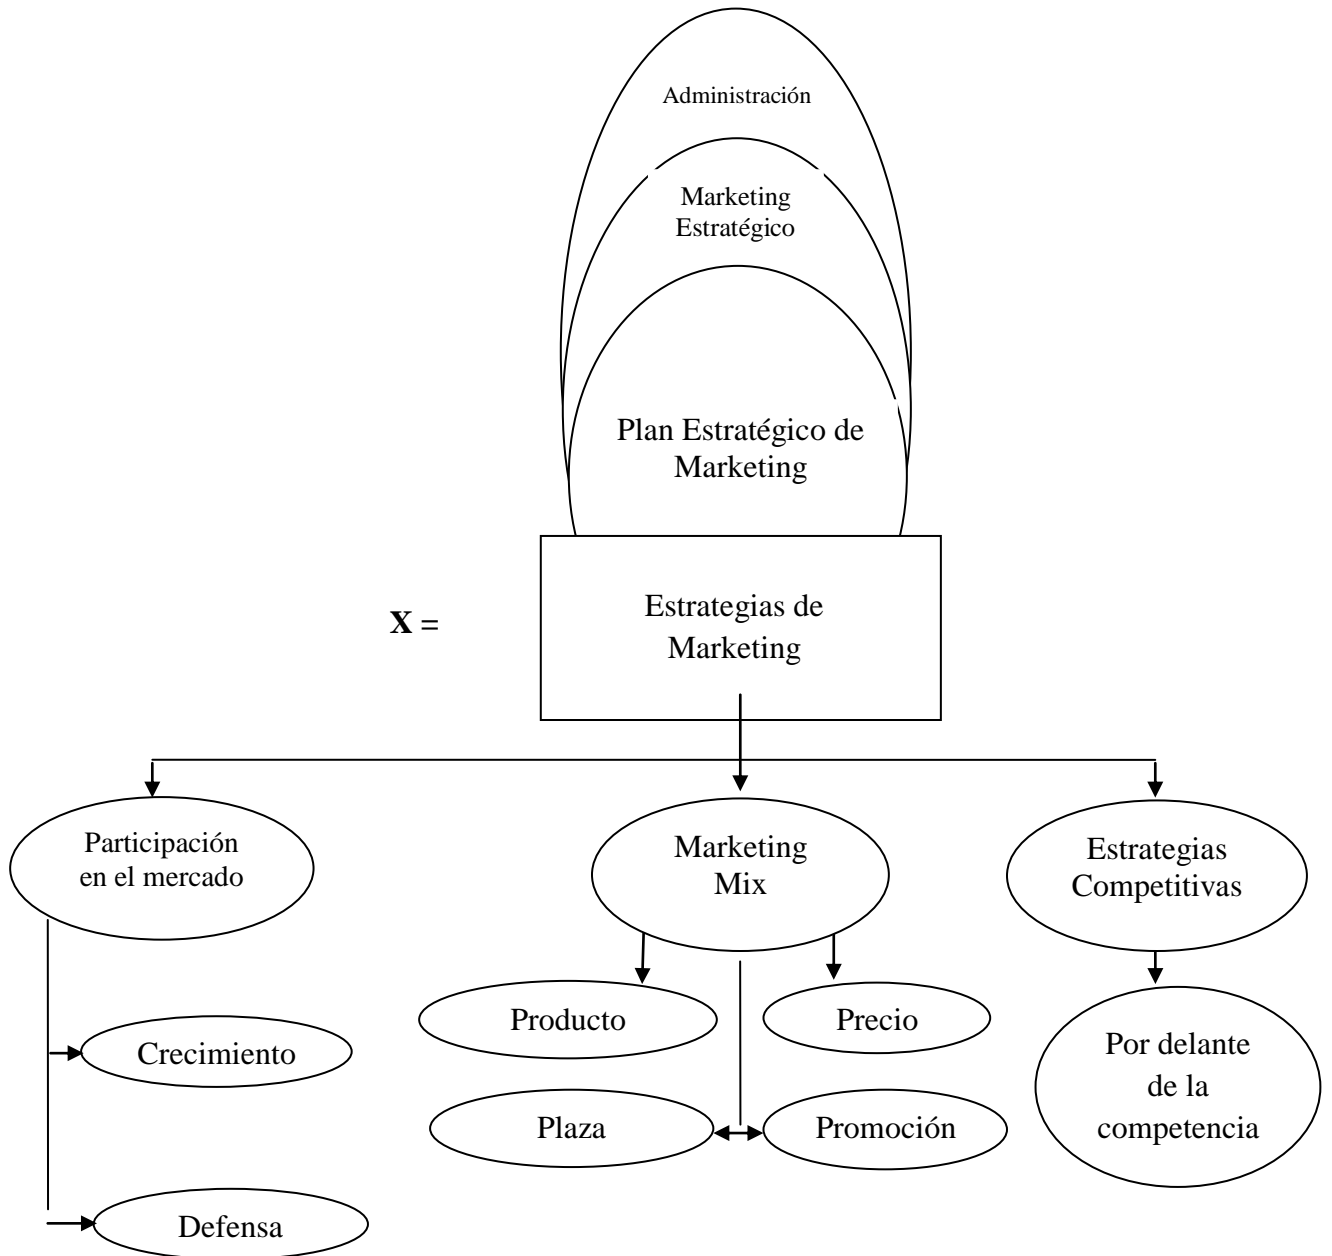 Administración
Marketing
Estratégico
Plan Estratégico de
Marketing
X =
Estrategias de
Marketing
Participación
en el mercado
Marketing
Mix
Estrategias
Competitivas
Producto
Precio
Crecimiento
Por delante
de la
competencia
Plaza
Promoción
Defensa